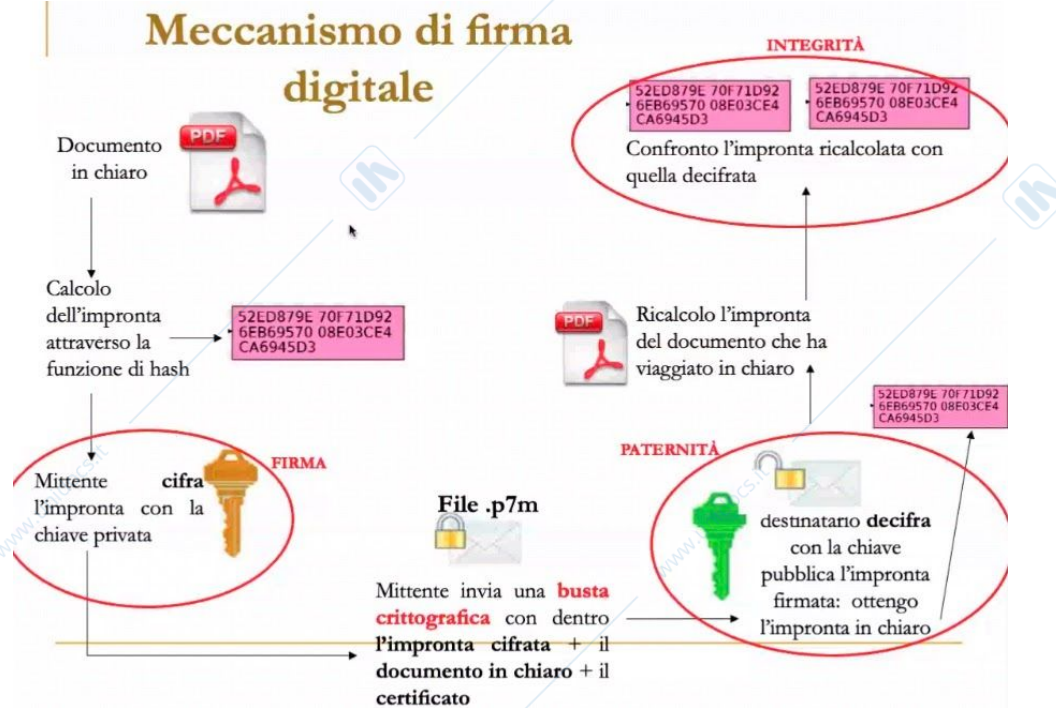 Meccanismo di firma
digitale
Documento
in chiaro
PDF
Calcolo
dell'impronta
attraverso la
funzione di hash
52ED879E 70F71D92
6EB69570 08E03CE4
CA6945D3
FIRMA
Mittente cifra
l'impronta con la
chiave privata
File .p7m
Mittente invia una busta
crittografica con dentro
l'impronta cifrata + il
documento in chiaro + il
certificato
PATERNITÀ
destinatario decifra
con la chiave
pubblica l'impronta
firmata: ottengo
l'impronta in chiaro
52ED879E 70F71D92
6EB69570 08E03CE4
CA6945D3
PDF
Ricalcolo l'impronta
del documento che ha
viaggiato in chiaro
INTEGRITÀ
52ED879E 70F71D92
6EB69570 08E03CE4
CA6945D3
52ED879E 70F71D92
6EB69570 08E03CE4
CA6945D3
Confronto l'impronta ricalcolata con
quella decifrata